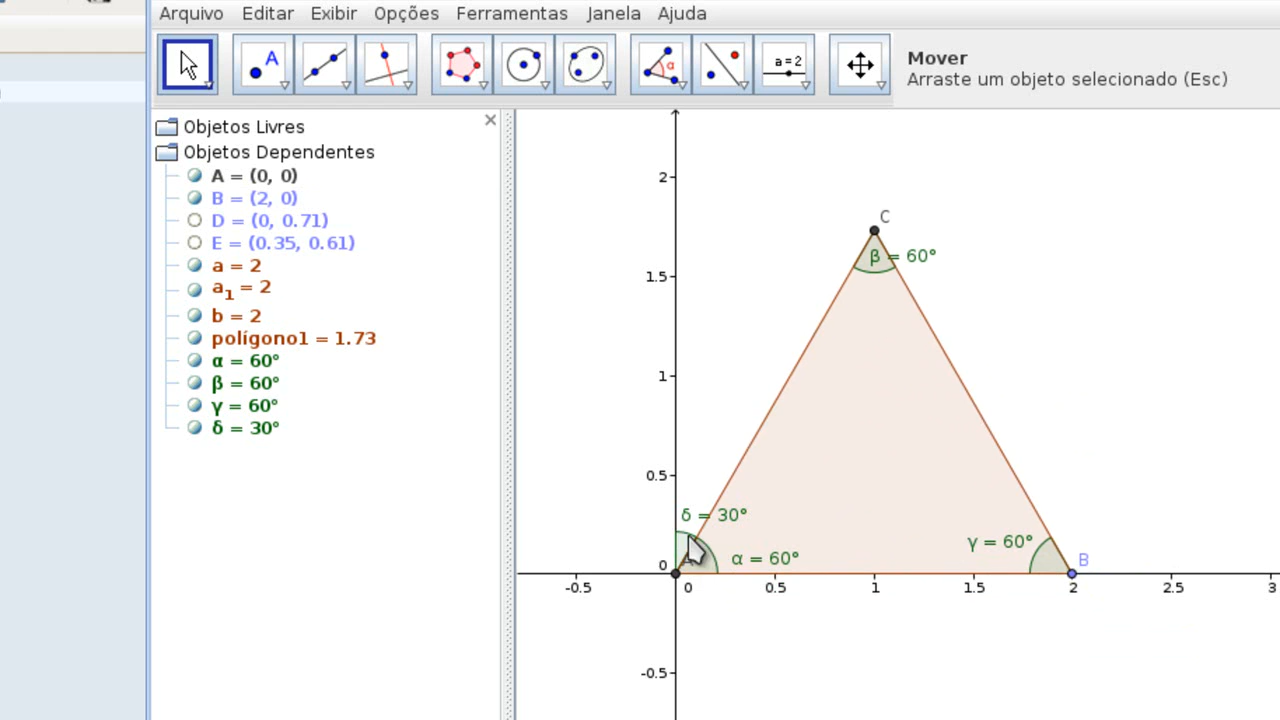 Arquivo Editar Exibir Opções Ferramentas Janela Ajuda
A
α
a=2
Mover
Arraste um objeto selecionado (Esc)
Objetos Livres
Objetos Dependentes
A = (0, 0)
B = (2, 0)
D = (0, 0.71)
E = (0.35, 0.61)
a = 2
a1 = 2
b = 2
polígono1 = 1.73
α = 60°
β = 60°
γ = 60°
δ = 30°
2
C
β = 60°
1.5
1
0.5
δ = 30°
γ = 60°
α = 60°
A
B
0
-0.5 0 0.5 1 1.5 2 2.5 3
-0.5